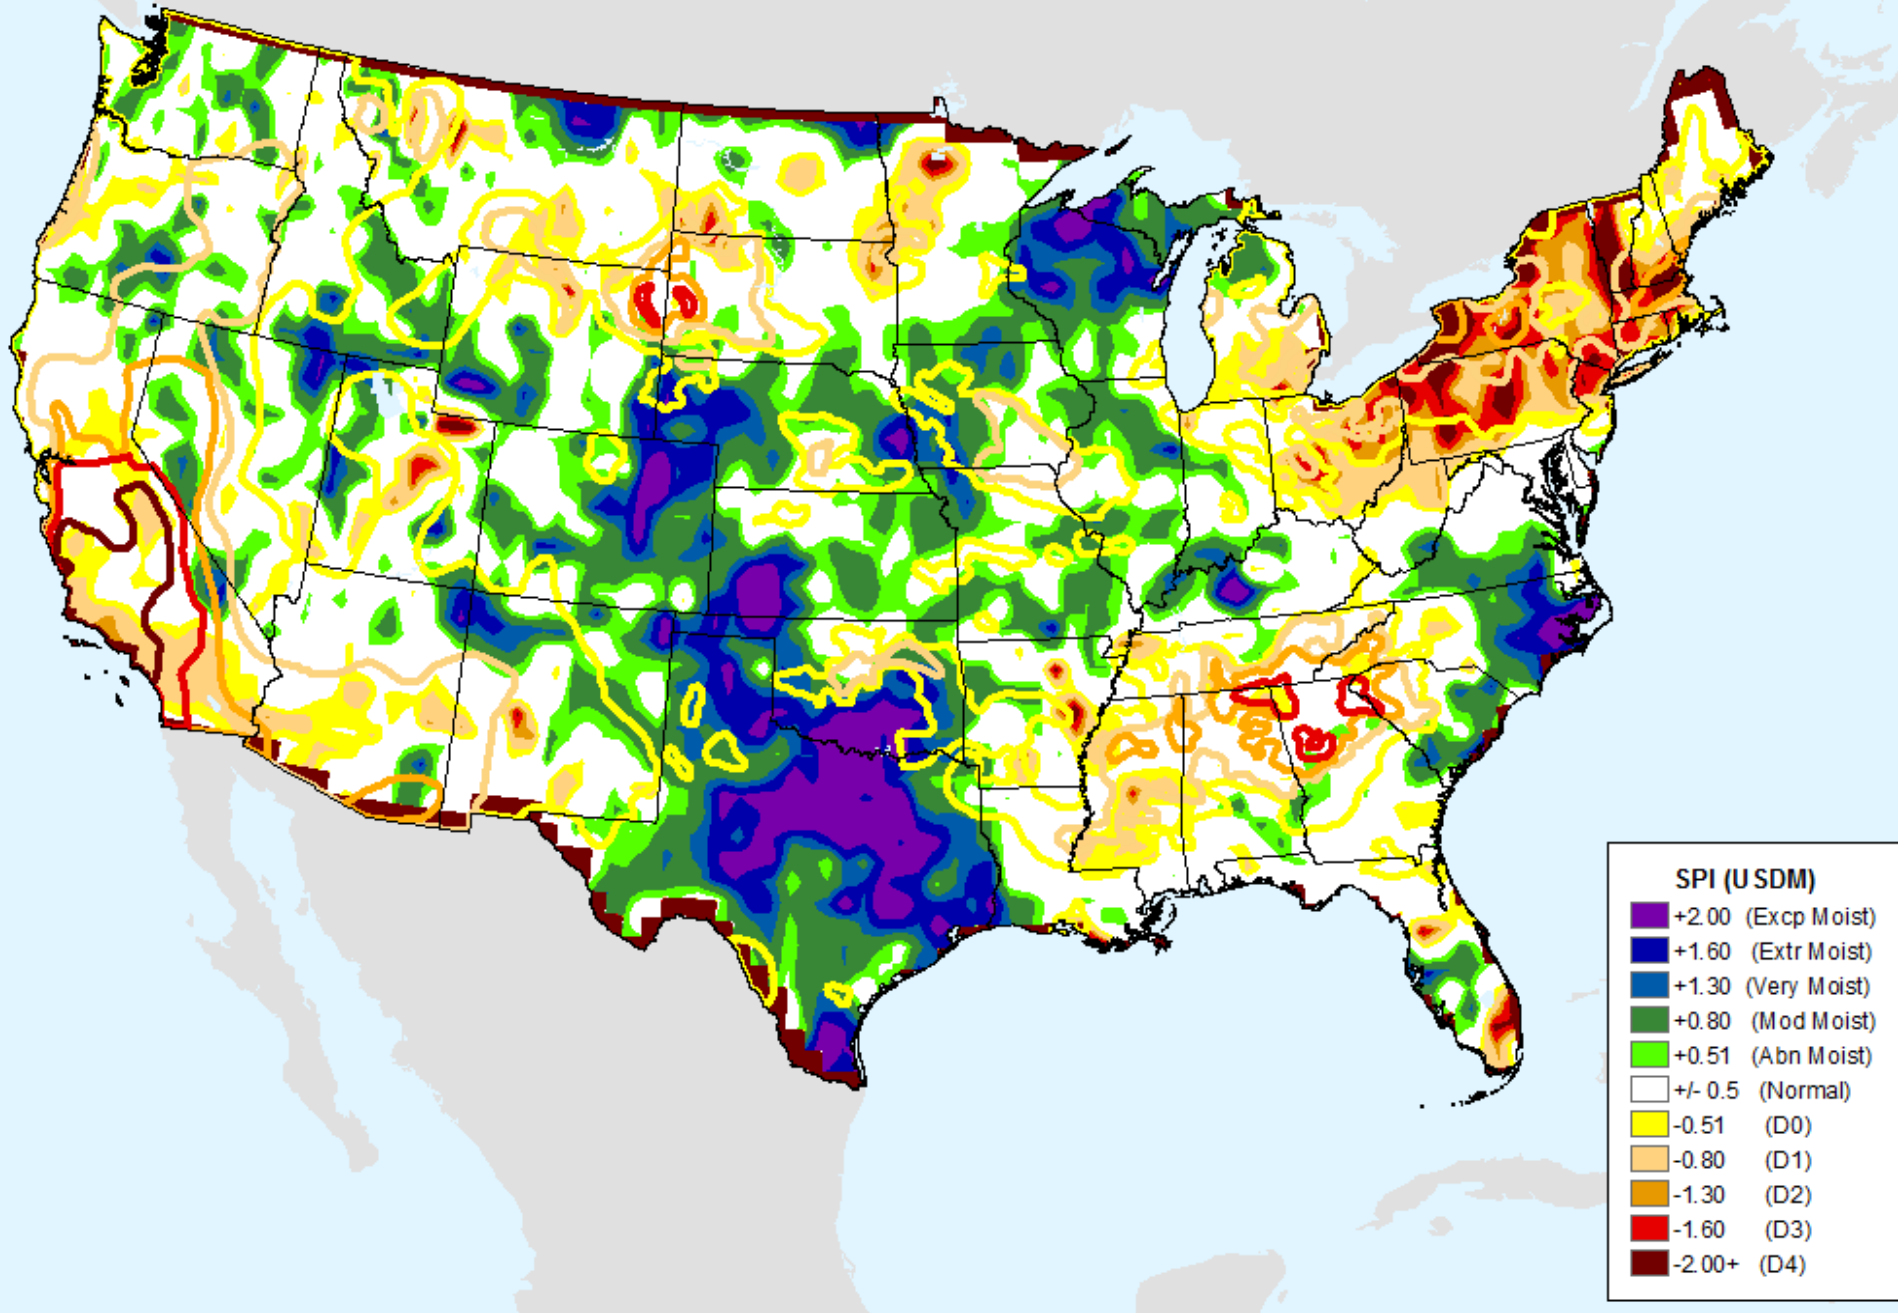 SPI (USDM)
+2.00 (Excp Moist)
+1.60 (Extr Moist)
+1.30 (Very Moist)
+0.80 (Mod Moist)
+0.51 (Abn Moist)
+/- 0.5 (Normal)
-0.51 (D0)
-0.80 (D1)
-1.30 (D2)
-1.60 (D3)
-2.00+ (D4)